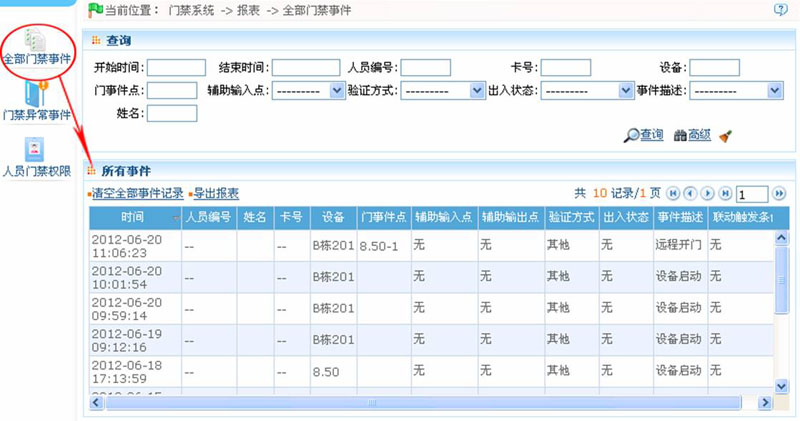 当前位置： 门禁系统 -> 报表 -> 全部门禁事件
全部门禁事件
门禁异常事件
人员门禁权限
查询
开始时间: 结束时间: 人员编号: 卡号: 设备:
门事件点: 辅助输入点: --------- 验证方式: --------- 出入状态: --------- 事件描述: ---------
姓名:
查询 高级
所有事件
清空全部事件记录 导出报表 共 10 记录/1 页 1
时间 人员编号 姓名 卡号 设备 门事件点 辅助输入点 辅助输出点 验证方式 出入状态 事件描述 联动触发条
2012-06-20 11:06:23 -- -- B栋201 8.50-1 无 无 其他 无 远程开门 无
2012-06-20 10:01:54 -- -- B栋201 无 无 其他 无 设备启动 无
2012-06-20 09:59:14 -- -- B栋201 无 无 其他 无 设备启动 无
2012-06-19 09:12:16 -- -- B栋201 无 无 其他 无 设备启动 无
2012-06-18 17:13:59 -- -- 8.50 无 无 其他 无 设备启动 无